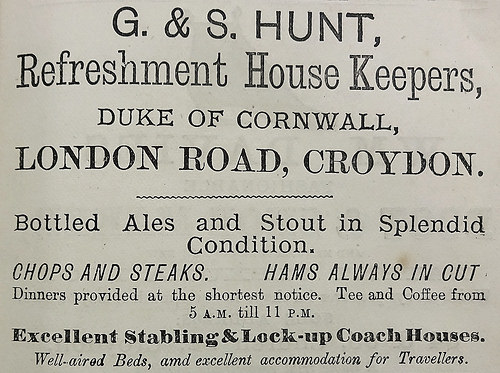 G. & S. HUNT,
Refreshment House Keepers,
DUKE OF CORNWALL,
LONDON ROAD, CROYDON.
Bottled Ales and Stout in Splendid
Condition.
CHOPS AND STEAKS. HAMS ALWAYS IN CUT
Dinners provided at the shortest notice. Tee and Coffee from
5 A.M. till 11 P.M.
Excellent Stabling & Lock-up Coach Houses.
Well-aired Beds, amd excellent accommodation for Travellers.